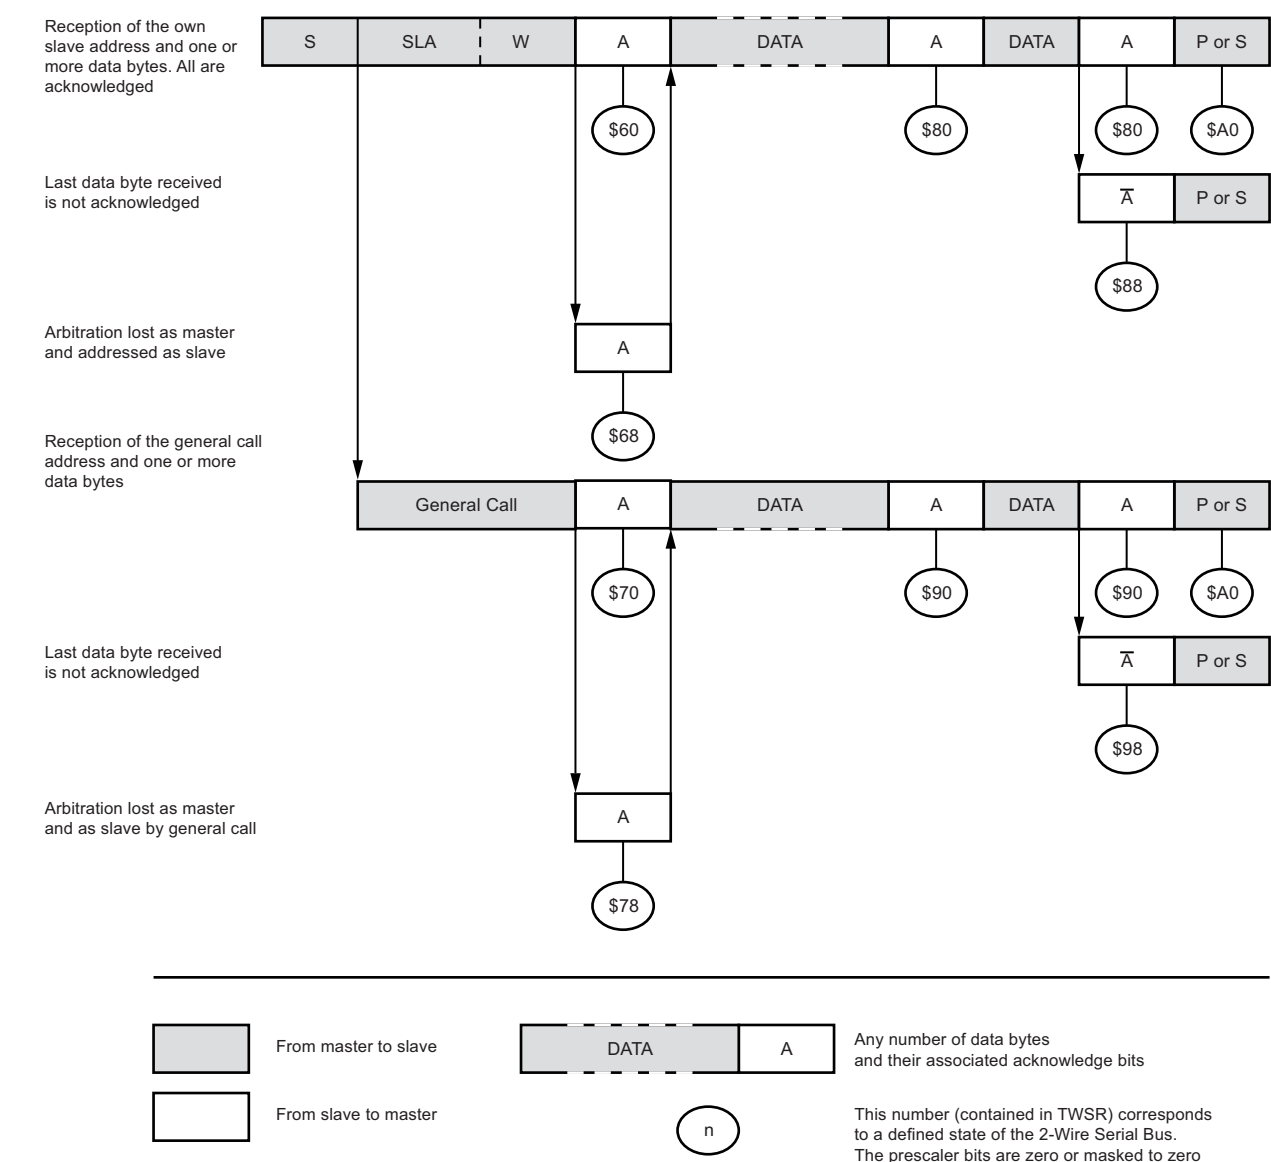 Reception of the own
slave address and one or
more data bytes. All are
acknowledged
S SLA W A DATA A DATA A P or S
$60 $80 $80 $A0
Last data byte received
is not acknowledged
A P or S
$88
Arbitration lost as master
and addressed as slave
A
$68
Reception of the general call
address and one or more
data bytes
General Call A DATA A DATA A P or S
$70 $90 $90 $A0
Last data byte received
is not acknowledged
A P or S
$98
Arbitration lost as master
and as slave by general call
A
$78
From master to slave
DATA A
Any number of data bytes
and their associated acknowledge bits
From slave to master
n
This number (contained in TWSR) corresponds
to a defined state of the 2-Wire Serial Bus.
The prescaler bits are zero or masked to zero